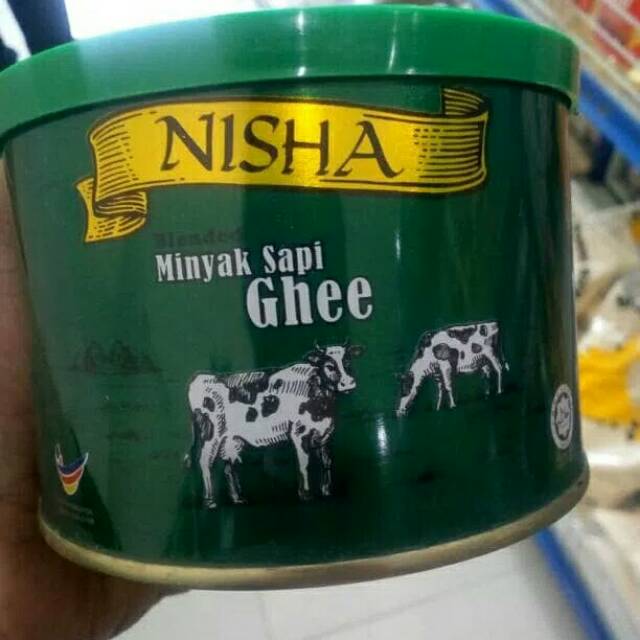 NISHA
Blended
Minyak Sapi
Ghee